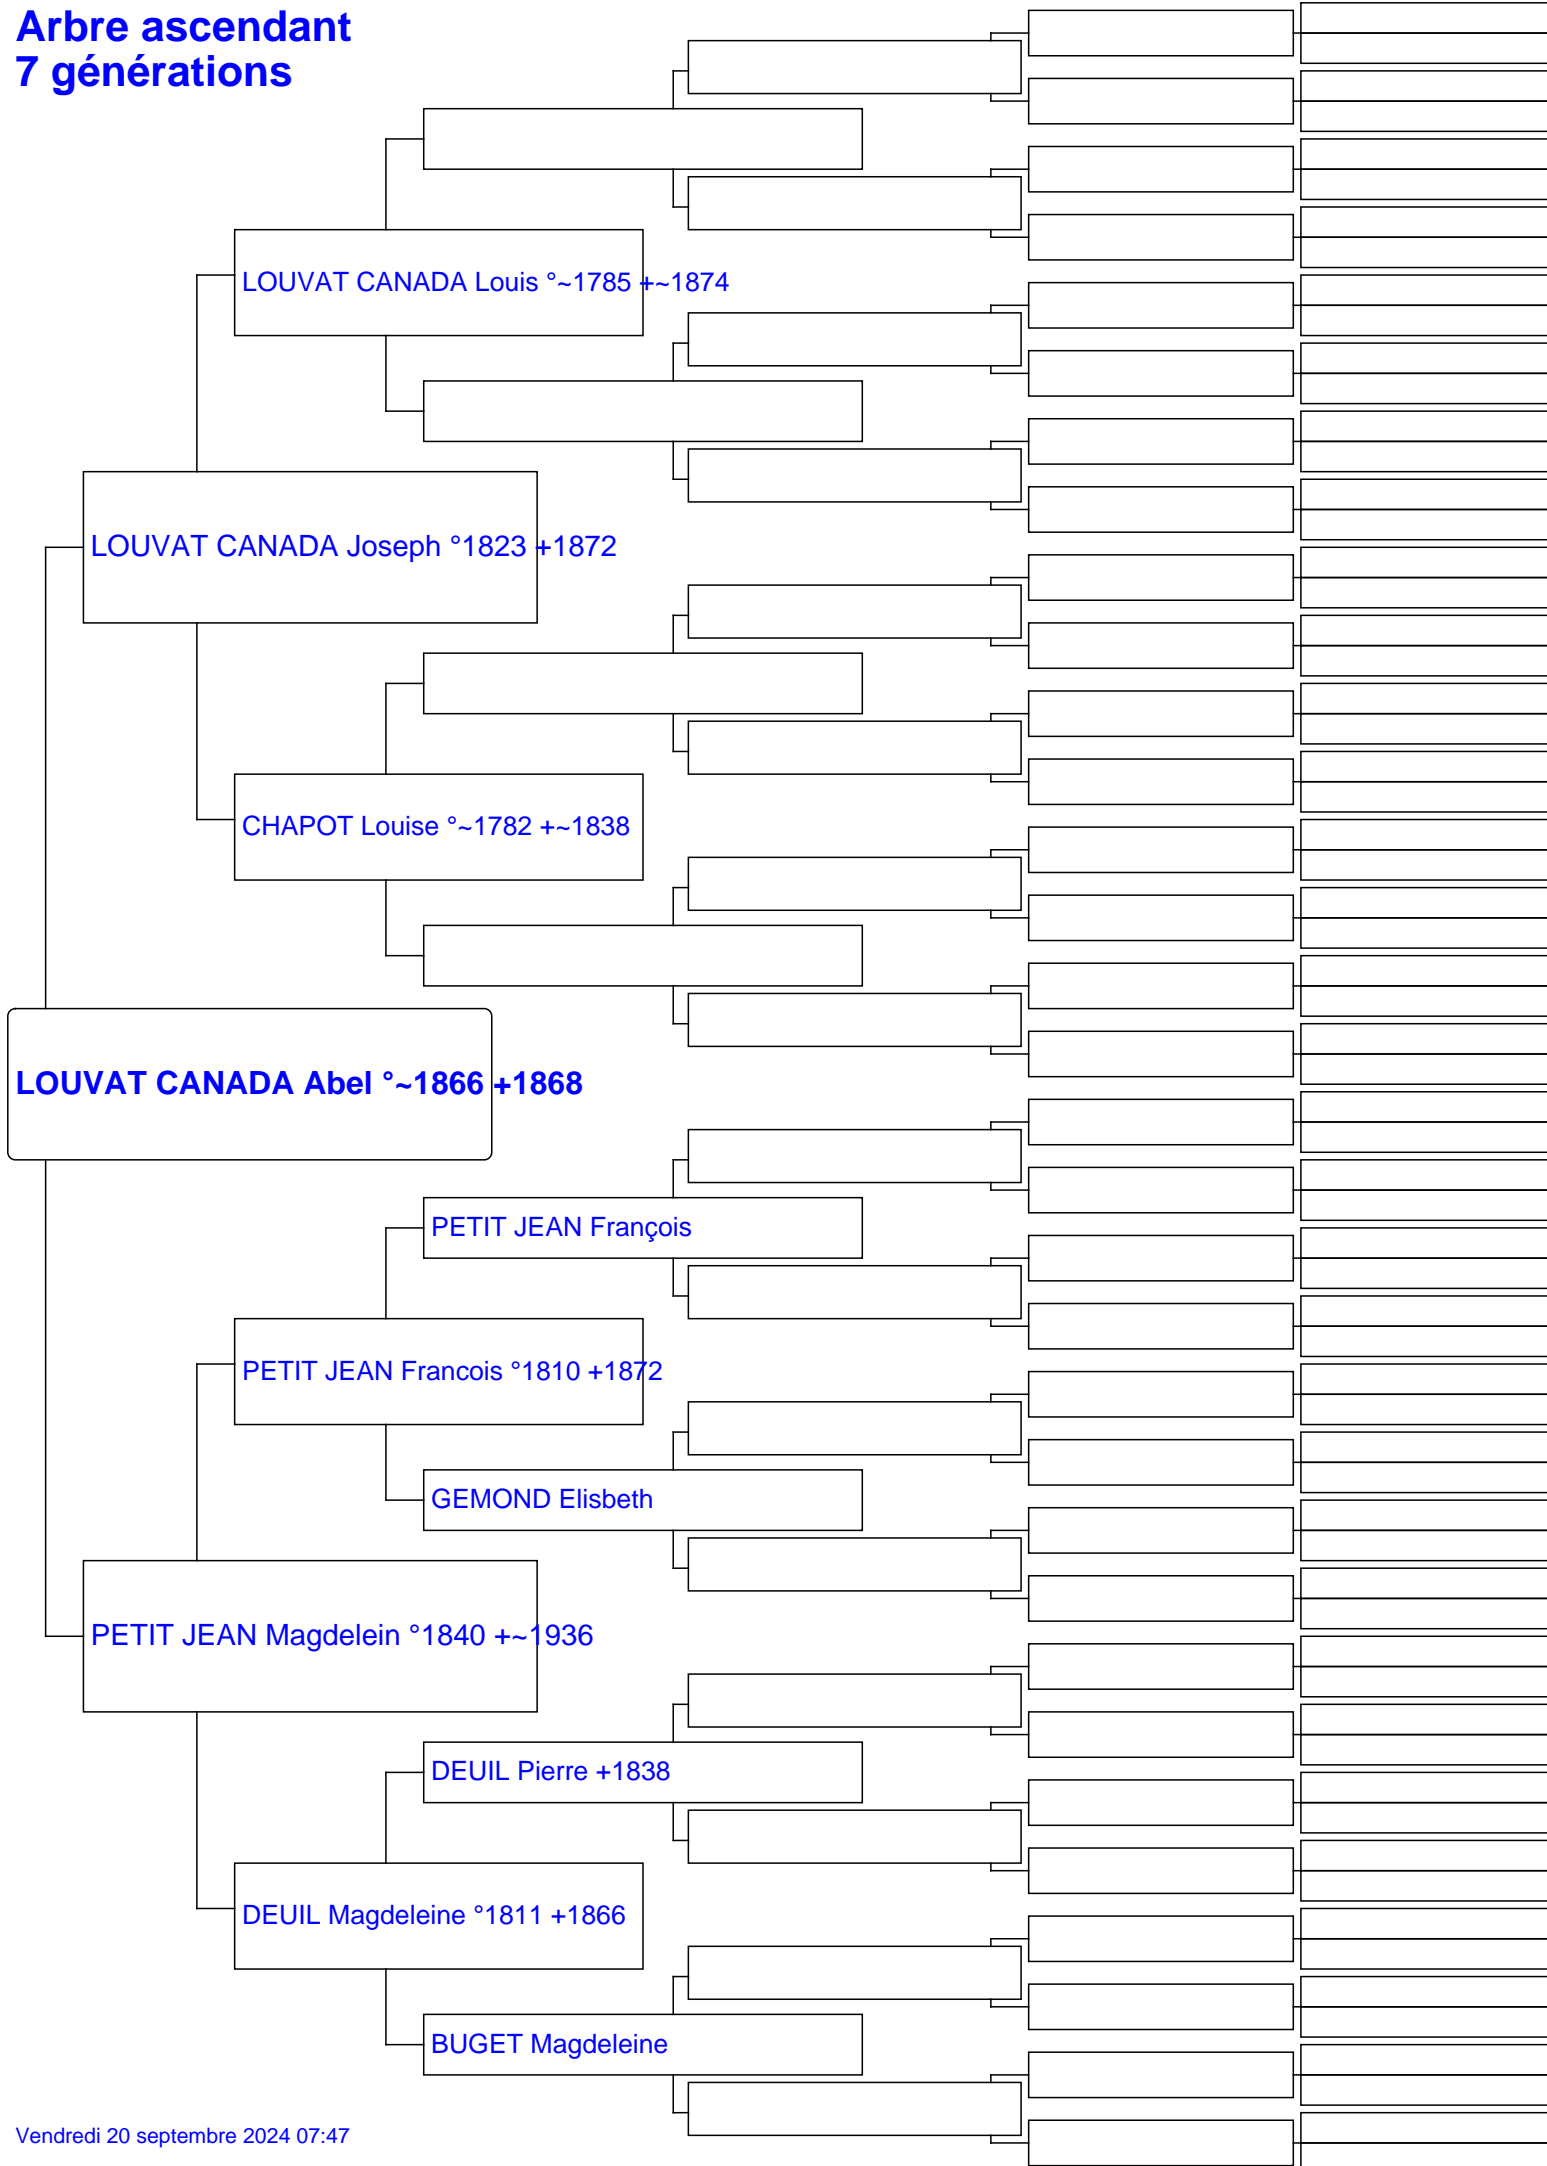 Arbre ascendant
7 générations
LOUVAT CANADA Louis °~1785 +~1874
LOUVAT CANADA Joseph °1823 +1872
CHAPOT Louise °~1782 +~1838
LOUVAT CANADA Abel °~1866 +1868
PETIT JEAN François
PETIT JEAN Francois °1810 +1872
GEMOND Elisbeth
PETIT JEAN Magdelein °1840 +~1936
DEUIL Pierre +1838
DEUIL Magdeleine °1811 +1866
BUGET Magdeleine
Vendredi 20 septembre 2024 07:47